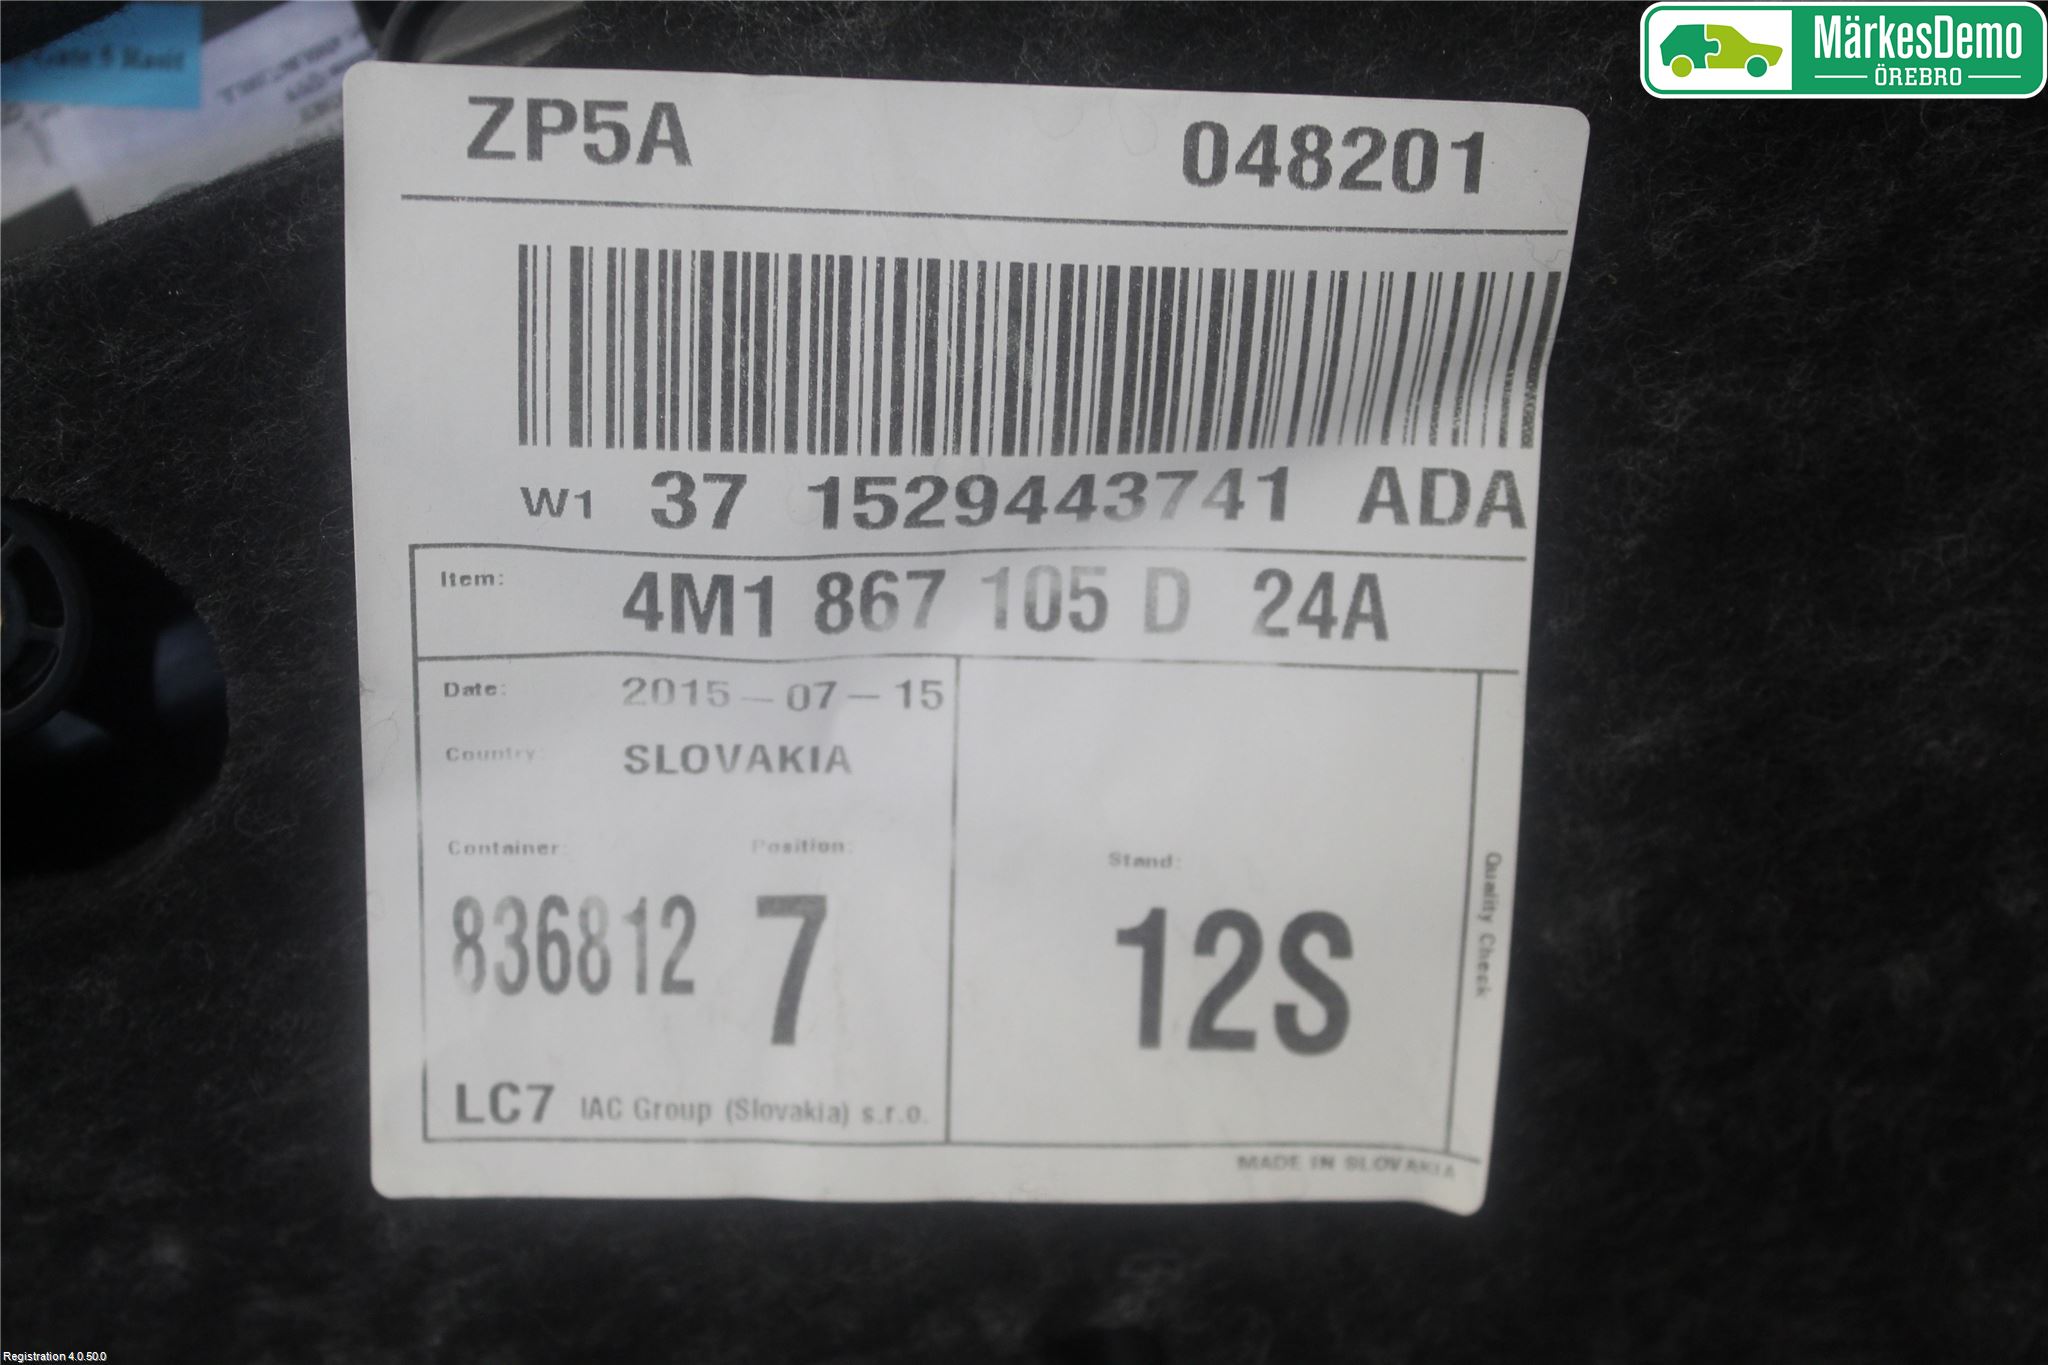 MärkesDemo
ÖREBRO
ZP5A 048201
W1 37 1529443741 ADA
Item: 4M1 867 105 D 24A
Date: 2015-07-15
Country: SLOVAKIA
Container: Position:
836812 7
Stand:
12S
Quality Check
LC7 IAC Group (Slovakia) s.r.o.
MADE IN SLOVAKIA
Registration 4.0.50.0